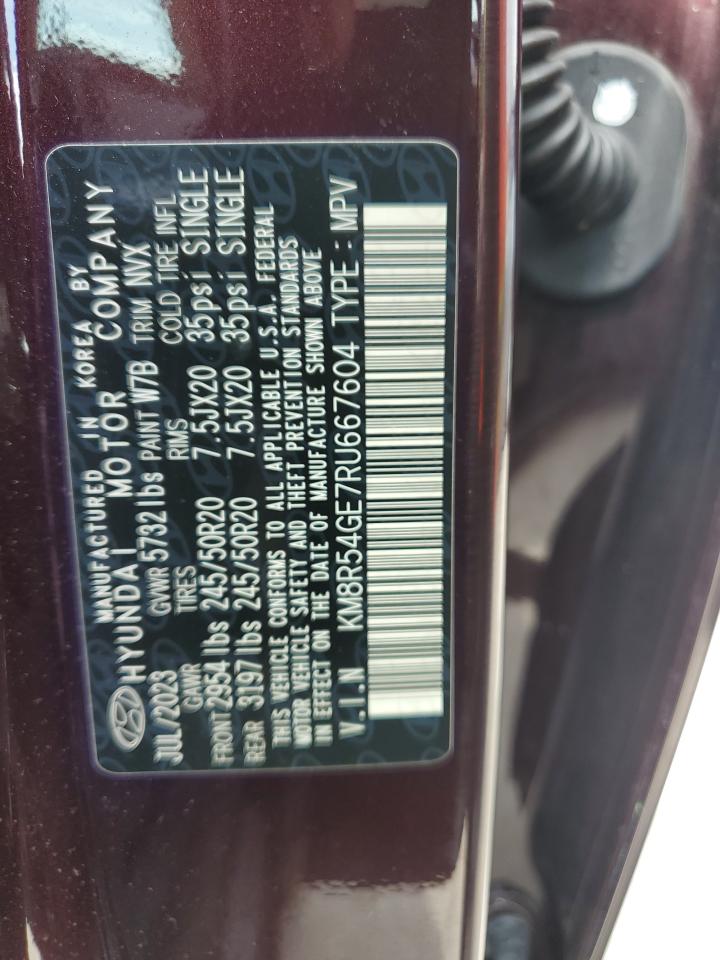 MANUFACTURED IN KOREA BY
HYUNDAI MOTOR COMPANY
JUL/2023 GVWR 5732 lbs PAINT W7B TRIM NVX
GAWR TIRES RIMS COLD TIRE INFL
FRONT 2954 lbs 245/50R20 7.5JX20 35psi SINGLE
REAR 3197 lbs 245/50R20 7.5JX20 35psi SINGLE
THIS VEHICLE CONFORMS TO ALL APPLICABLE U.S.A. FEDERAL
MOTOR VEHICLE SAFETY AND THEFT PREVENTION STANDARDS
IN EFFECT ON THE DATE OF MANUFACTURE SHOWN ABOVE
V.I.N KM8R54GE7RU667604 TYPE : MPV